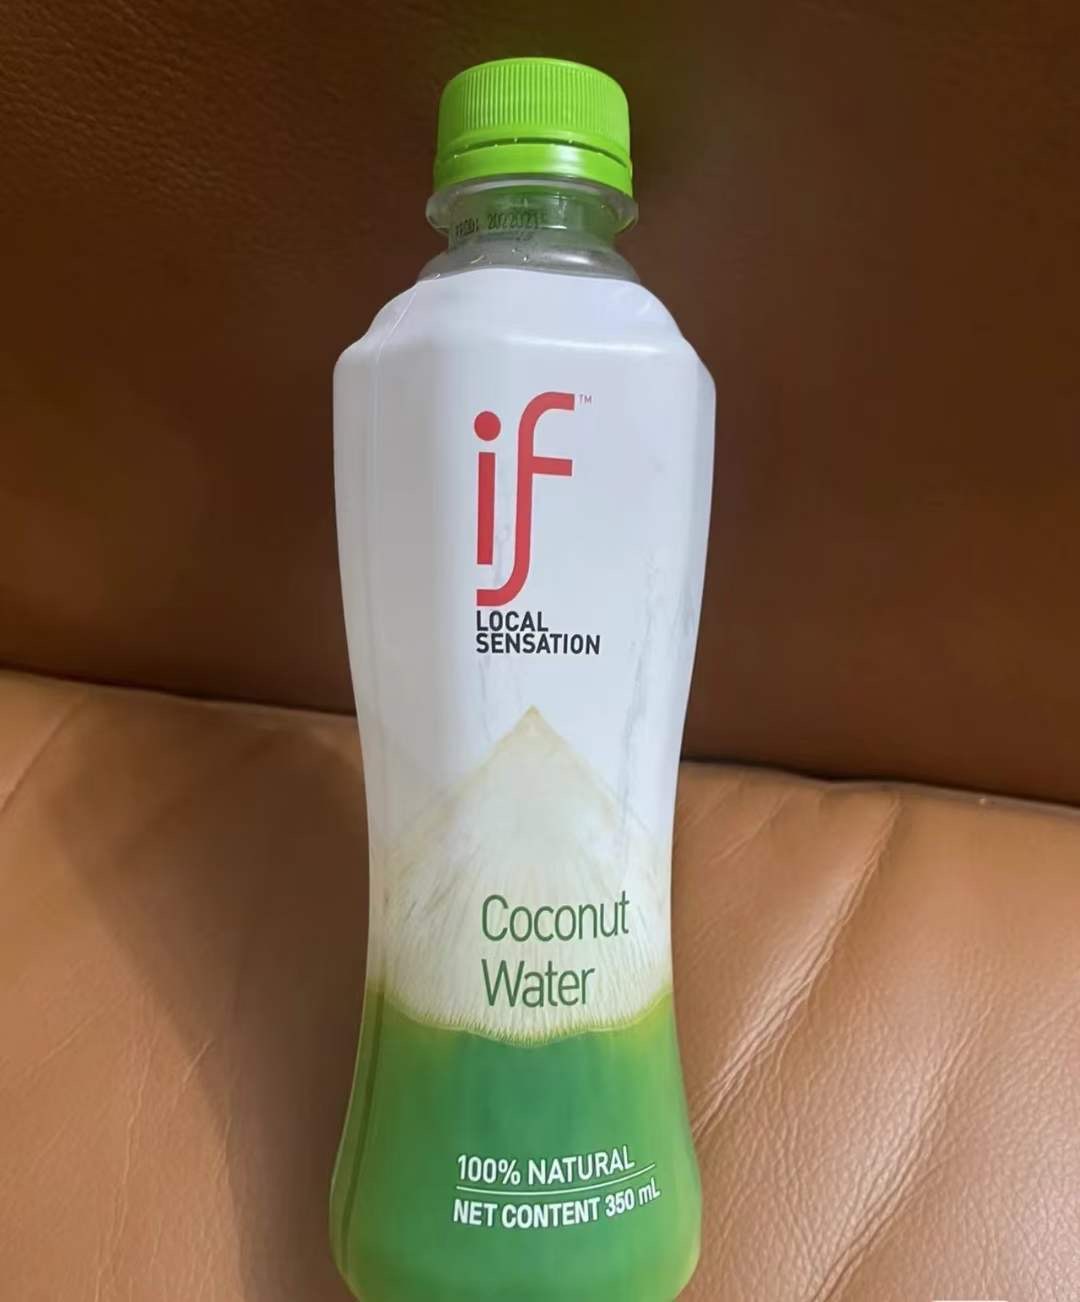 if™
LOCAL
SENSATION
Coconut
Water
100% NATURAL
NET CONTENT 350 mL